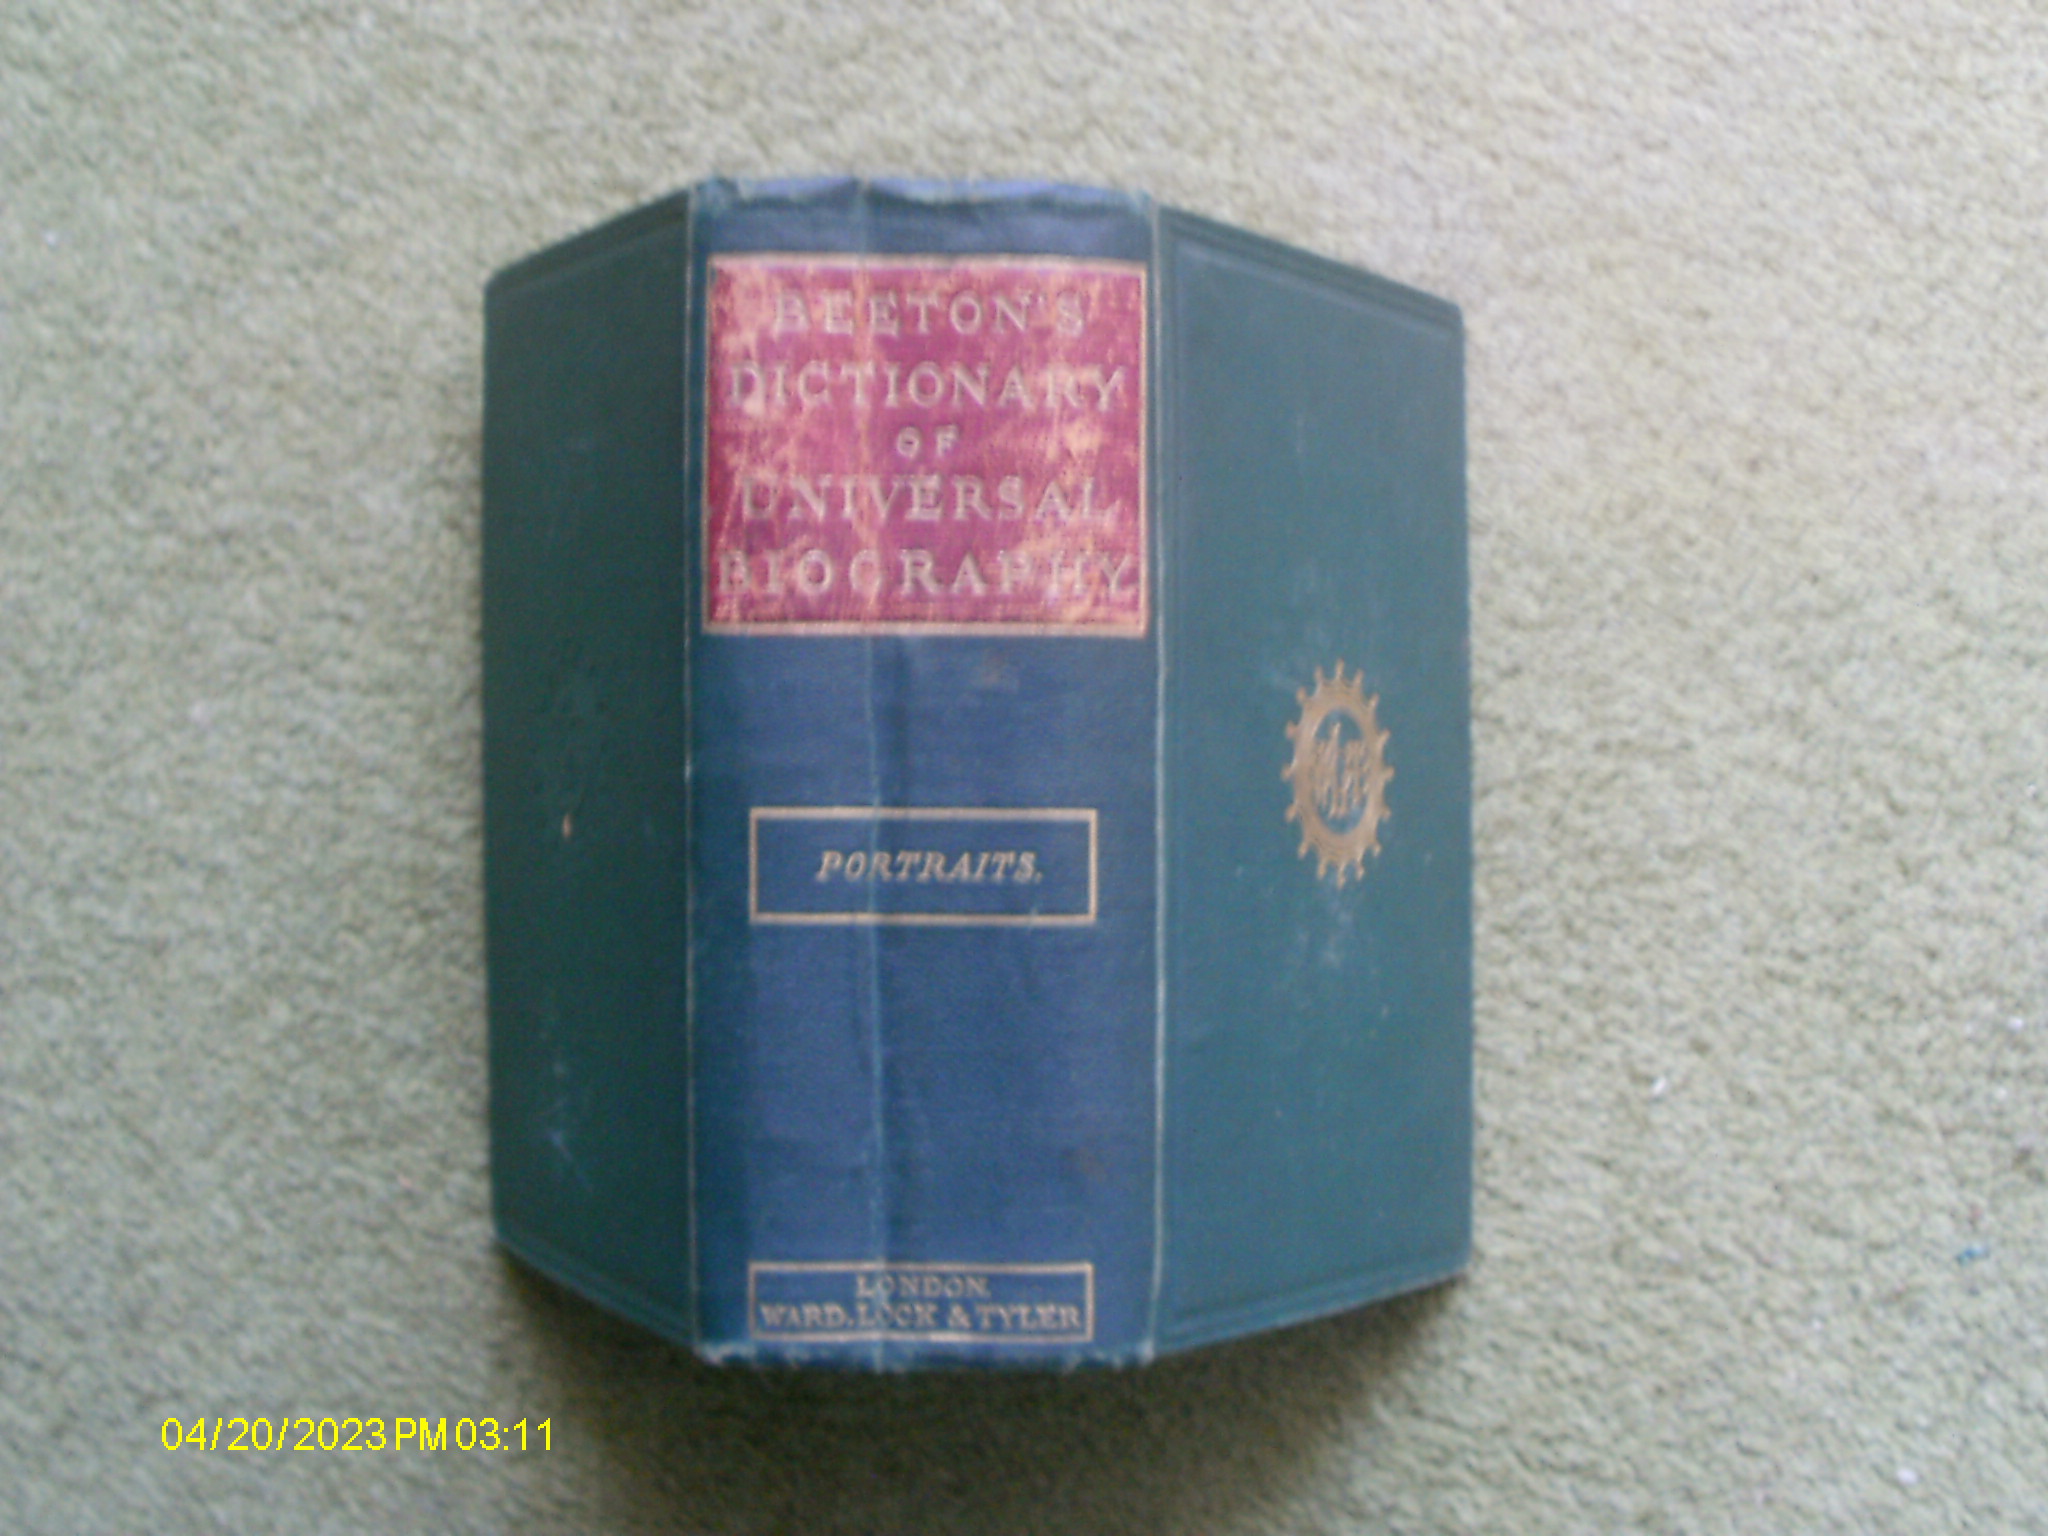 BEETON'S
DICTIONARY
OF
UNIVERSAL
BIOGRAPHY
PORTRAITS.
LONDON.
WARD, LOCK & TYLER
04/20/2023 PM 03:11